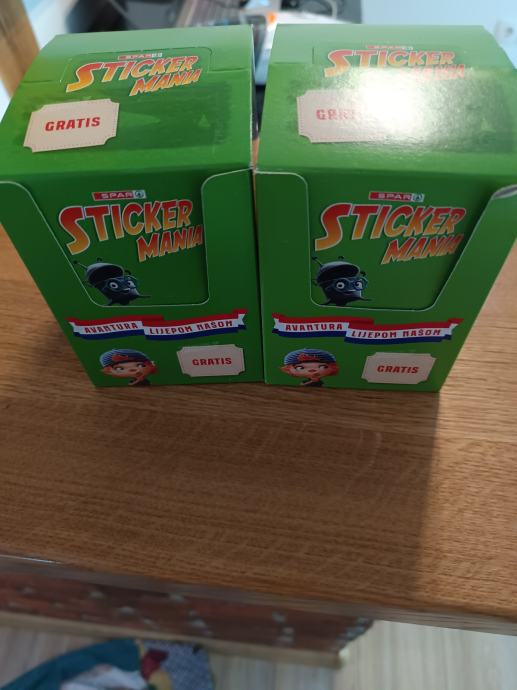 SPAR
STICKER
MANIA
GRATIS
SPAR
STICKER
MANIA
AVANTURA LIJEPOM NAŠOM
GRATIS
SPAR
STICKER
MANIA
GRATIS
SPAR
STICKER
MANIA
AVANTURA LIJEPOM NAŠOM
GRATIS